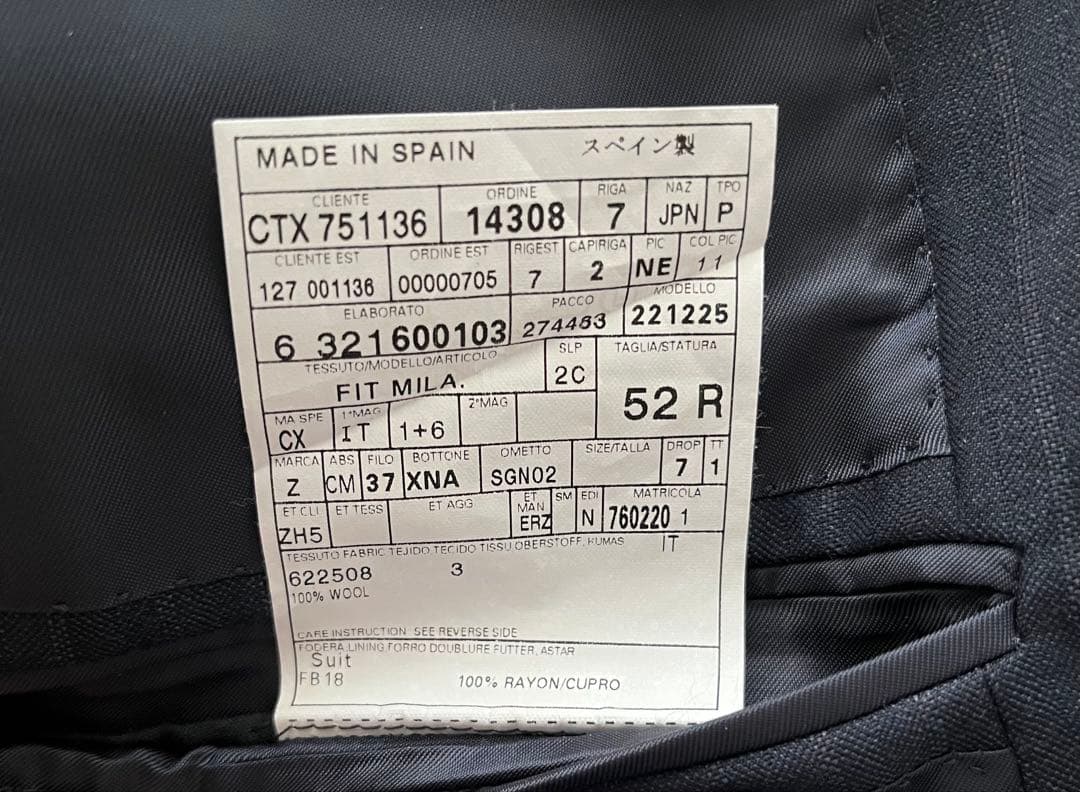 MADE IN SPAIN スペイン製
CLIENTE ORDINE RIGA NAZ TPO
CTX 751136 14308 7 JPN P
CLIENTE EST ORDINE EST RIGEST CAPIRIGA PIC COL PIC
127 001136 00000705 7 2 NE 11
ELABORATO PACCO MODELLO
6 321600103 274463 221225
TESSUTO/MODELLO/ARTICOLO SLP TAGLIA/STATURA
FIT MILA. 2C 52 R
MA SPE 1°MAG 2°MAG
CX IT 1+6
MARCA ABS FILO BOTTONE OMETTO SIZE/TALLA DROP TT
Z CM 37 XNA SGN02 7 1
ET CLI ET TESS ET AGG ET MAN SM EDI MATRICOLA
ZH5 ERZ N 760220 1
TESSUTO FABRIC TEJIDO TECIDO TISSU OBERSTOFF, KUMAS IT
622508 3
100% WOOL
CARE INSTRUCTION SEE REVERSE SIDE
FODERA LINING FORRO DOUBLURE FUTTER, ASTAR
Suit
FB18 100% RAYON/CUPRO